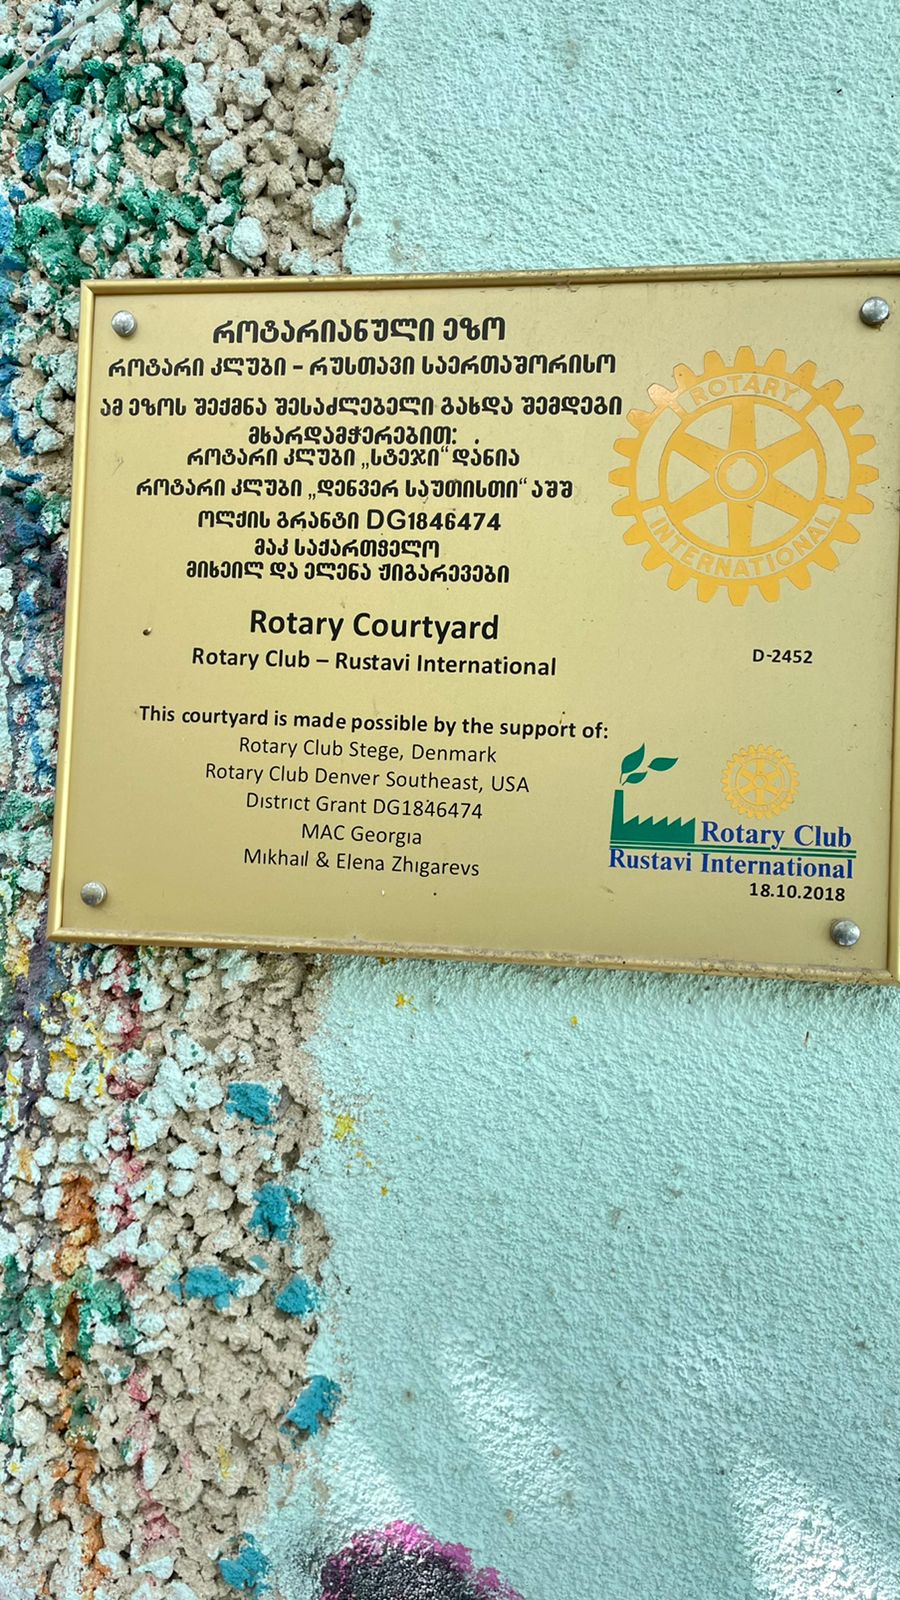 ᲠᲝᲢᲐᲠᲘᲐᲜᲣᲚᲘ ᲔᲖᲝ
ᲠᲝᲢᲐᲠᲘ ᲙᲚᲣᲑᲘ – ᲠᲣᲡᲗᲐᲕᲘ ᲡᲐᲔᲠᲗᲐᲨᲝᲠᲘᲡᲝ
ᲐᲛ ᲔᲖᲝᲡ ᲨᲔᲥᲛᲜᲐ ᲨᲔᲡᲐᲫᲚᲔᲑᲔᲚᲘ ᲒᲐᲮᲓᲐ ᲨᲔᲛᲓᲔᲒᲘ
ᲛᲮᲐᲠᲓᲐᲛᲭᲔᲠᲔᲑᲘᲗ:
ᲠᲝᲢᲐᲠᲘ ᲙᲚᲣᲑᲘ „ᲡᲢᲔᲯᲘ“ ᲓᲐᲜᲘᲐ
ᲠᲝᲢᲐᲠᲘ ᲙᲚᲣᲑᲘ „ᲓᲔᲜᲕᲔᲠ ᲡᲐᲣᲗᲘᲡᲗᲘ“ ᲐᲨᲨ
ᲝᲚᲥᲘᲡ ᲒᲠᲐᲜᲢᲘ DG1846474
ᲛᲐᲙ ᲡᲐᲥᲐᲠᲗᲕᲔᲚᲝ
ᲛᲘᲮᲔᲘᲚ ᲓᲐ ᲔᲚᲔᲜᲐ ᲟᲘᲒᲐᲠᲔᲕᲔᲑᲘ
ROTARY
INTERNATIONAL
Rotary Courtyard
Rotary Club – Rustavi International
D-2452
This courtyard is made possible by the support of:
Rotary Club Stege, Denmark
Rotary Club Denver Southeast, USA
District Grant DG1846474
MAC Georgia
Mikhail & Elena Zhigarevs
Rotary Club
Rustavi International
18.10.2018